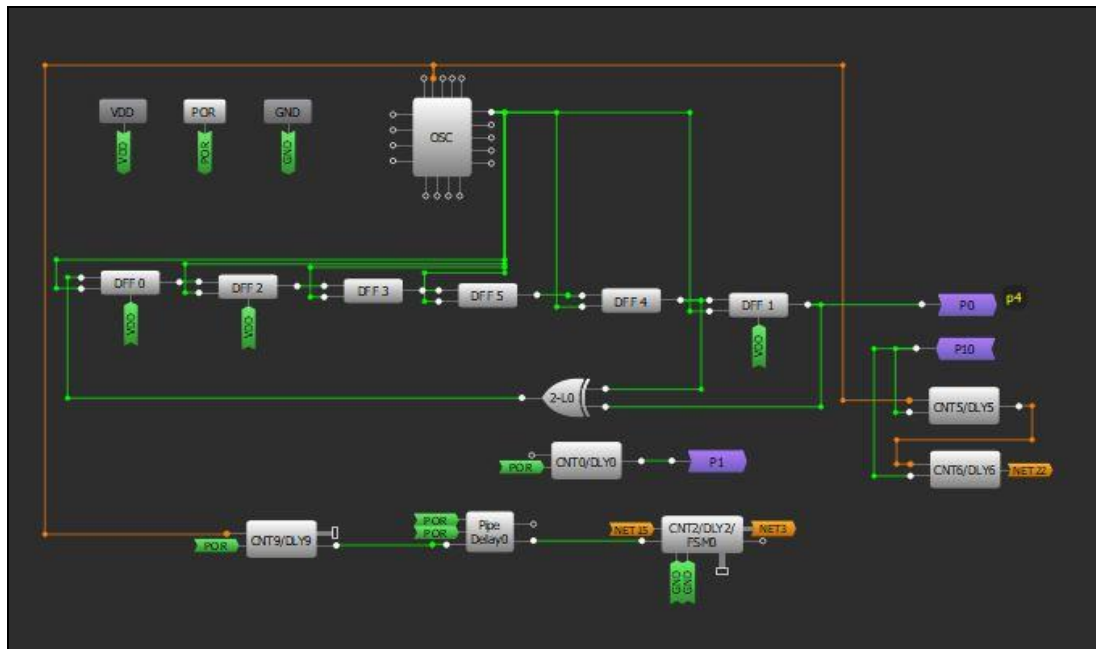 VDD
POR
GND
VDD
POR
GND
OSC
DFF 0
DFF 2
DFF 3
DFF 5
DFF 4
DFF 1
P0
p4
VDD
VDD
VDD
P10
2-L0
CNT5/DLY5
CNT0/DLY0
POR
P1
CNT6/DLY6
NET 22
CNT9/DLY9
POR
POR
POR
Pipe
Delay0
NET 15
CNT2/DLY2/
FSM0
NET3
GND
GND